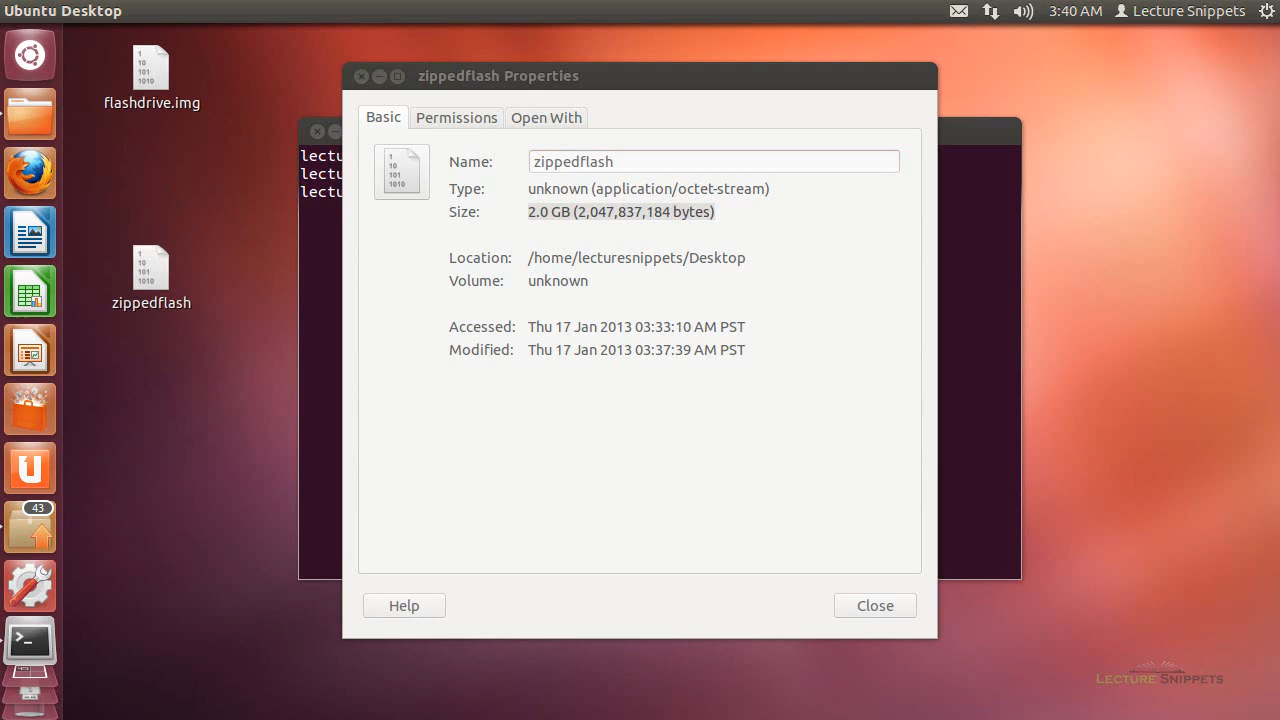 Ubuntu Desktop
3:40 AM Lecture Snippets
flashdrive.img
zippedflash
43
zippedflash Properties
Basic Permissions Open With
Name: zippedflash
Type: unknown (application/octet-stream)
Size: 2.0 GB (2,047,837,184 bytes)
Location: /home/lecturesnippets/Desktop
Volume: unknown
Accessed: Thu 17 Jan 2013 03:33:10 AM PST
Modified: Thu 17 Jan 2013 03:37:39 AM PST
Help Close
lectu
lectu
lectu
LECTURE SNIPPETS